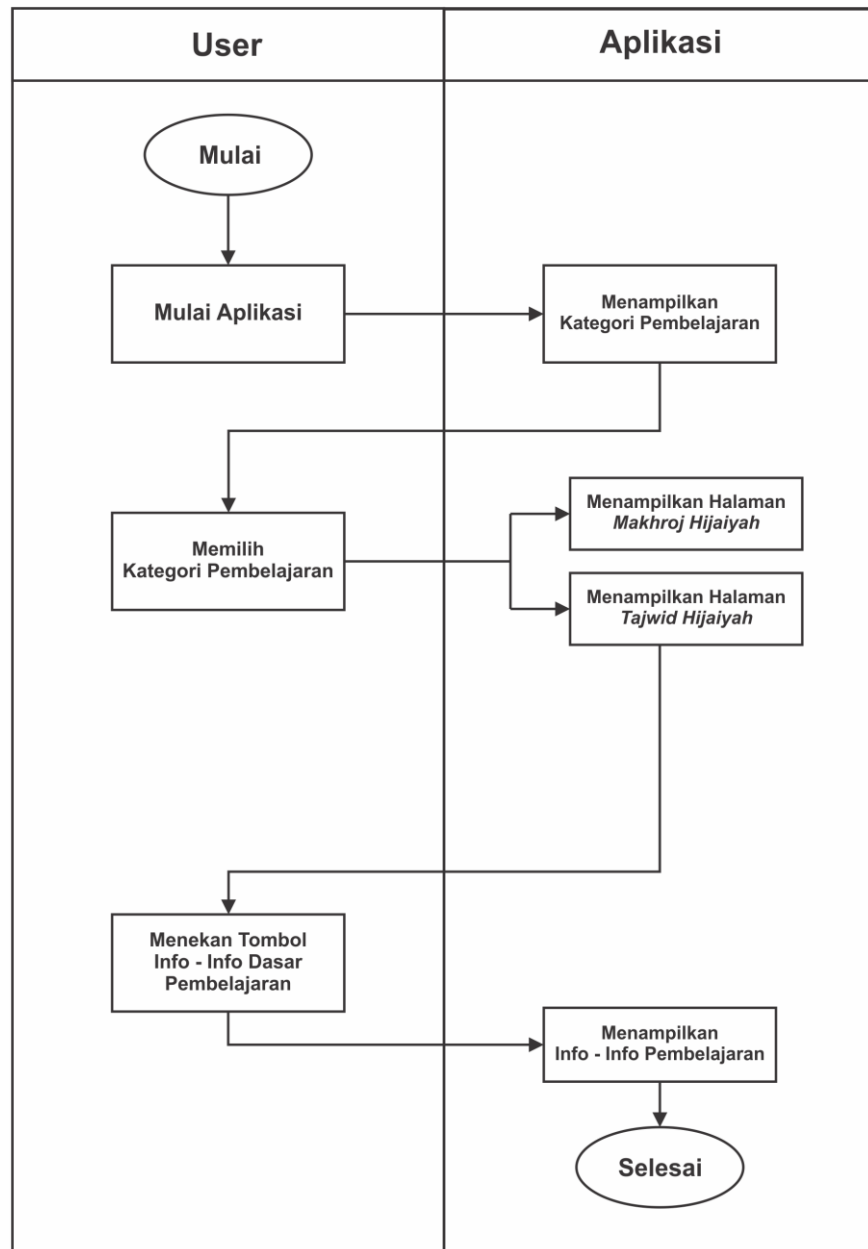 User
Aplikasi
Mulai
Mulai Aplikasi
Menampilkan
Kategori Pembelajaran
Memilih
Kategori Pembelajaran
Menampilkan Halaman
Makhroj Hijaiyah
Menampilkan Halaman
Tajwid Hijaiyah
Menekan Tombol
Info - Info Dasar
Pembelajaran
Menampilkan
Info - Info Pembelajaran
Selesai